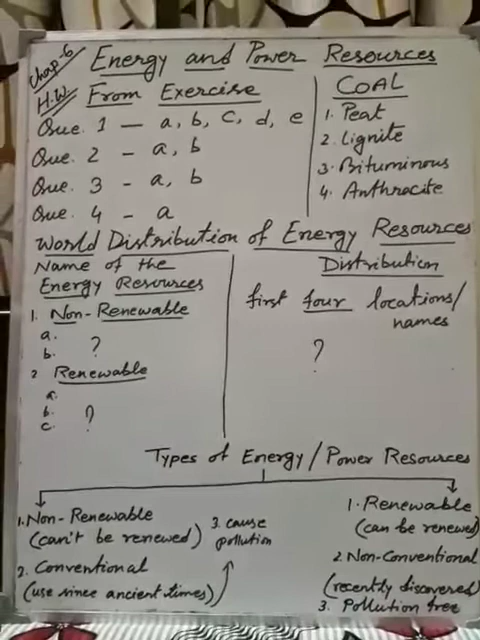 Chap-6
Energy and Power Resources
H.W. From Exercise
Que. 1 - a, b, c, d, e
Que. 2 - a, b
Que. 3 - a, b
Que. 4 - a
COAL
1. Peat
2. Lignite
3. Bituminous
4. Anthrocite
World Distribution of Energy Resources
Name of the
Energy Resources
1. Non-Renewable
a.
b. ?
2 Renewable
a.
b. ?
c.
Distribution
first four locations/
names
?
Types of Energy/Power Resources
1. Non-Renewable
(can't be renewed)
2. Conventional
(use since ancient times)
3. cause
pollution
1. Renewable
(can be renewed)
2. Non-Conventional
(recently discovered)
3. Pollution free